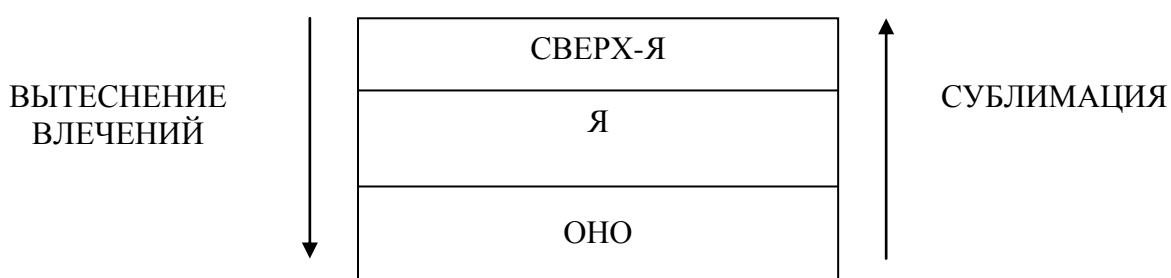 СВЕРХ-Я
ВЫТЕСНЕНИЕ
ВЛЕЧЕНИЙ
Я
СУБЛИМАЦИЯ
ОНО